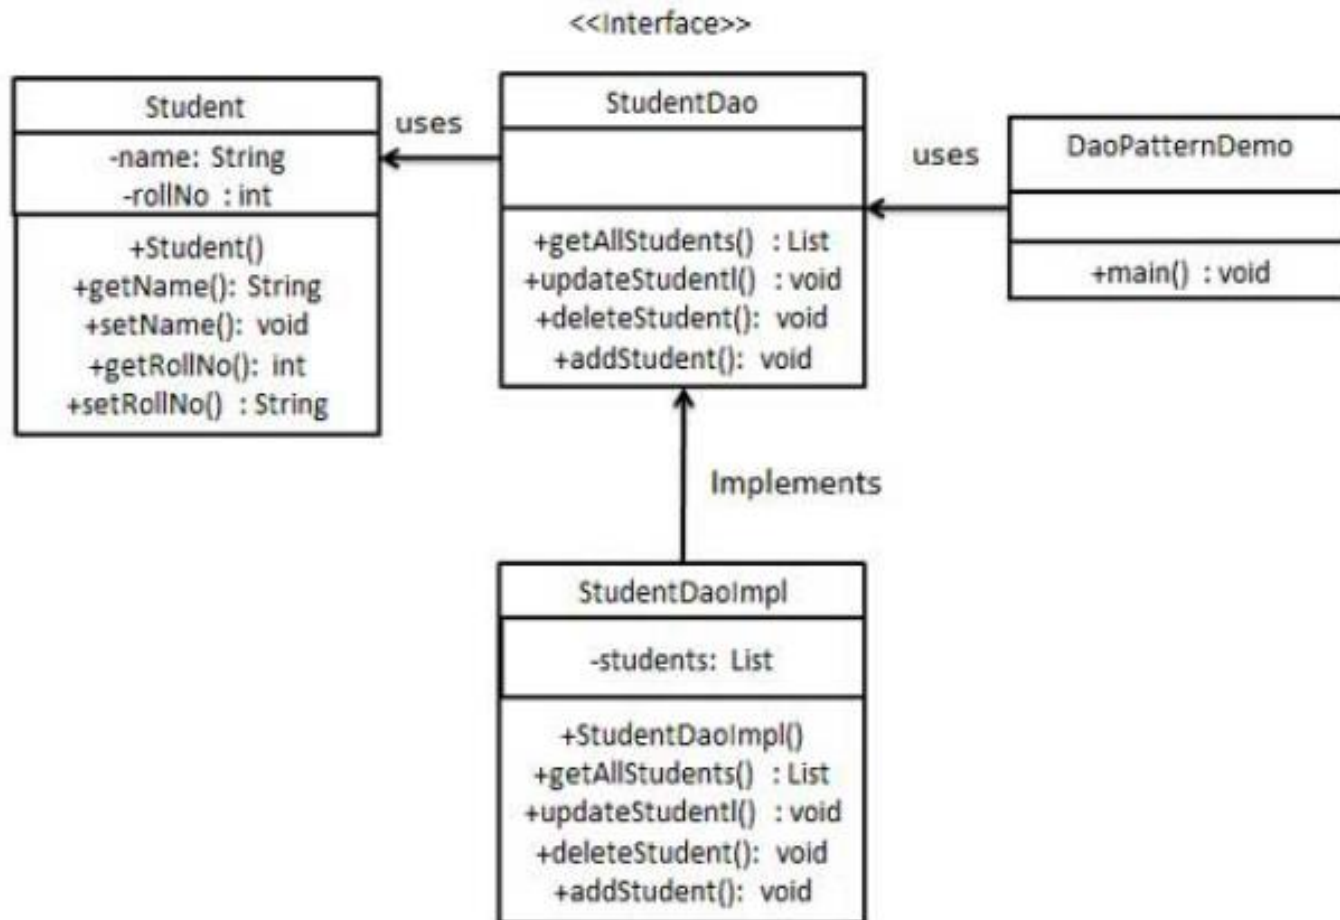 <<Interface>>
Student
-name: String
-rollNo : int
+Student()
+getName(): String
+setName(): void
+getRollNo(): int
+setRollNo() : String
uses
StudentDao
+getAllStudents() : List
+updateStudentl() : void
+deleteStudent(): void
+addStudent(): void
uses
DaoPatternDemo
+main() : void
Implements
StudentDaoImpl
-students: List
+StudentDaoImpl()
+getAllStudents() : List
+updateStudentl() : void
+deleteStudent(): void
+addStudent(): void